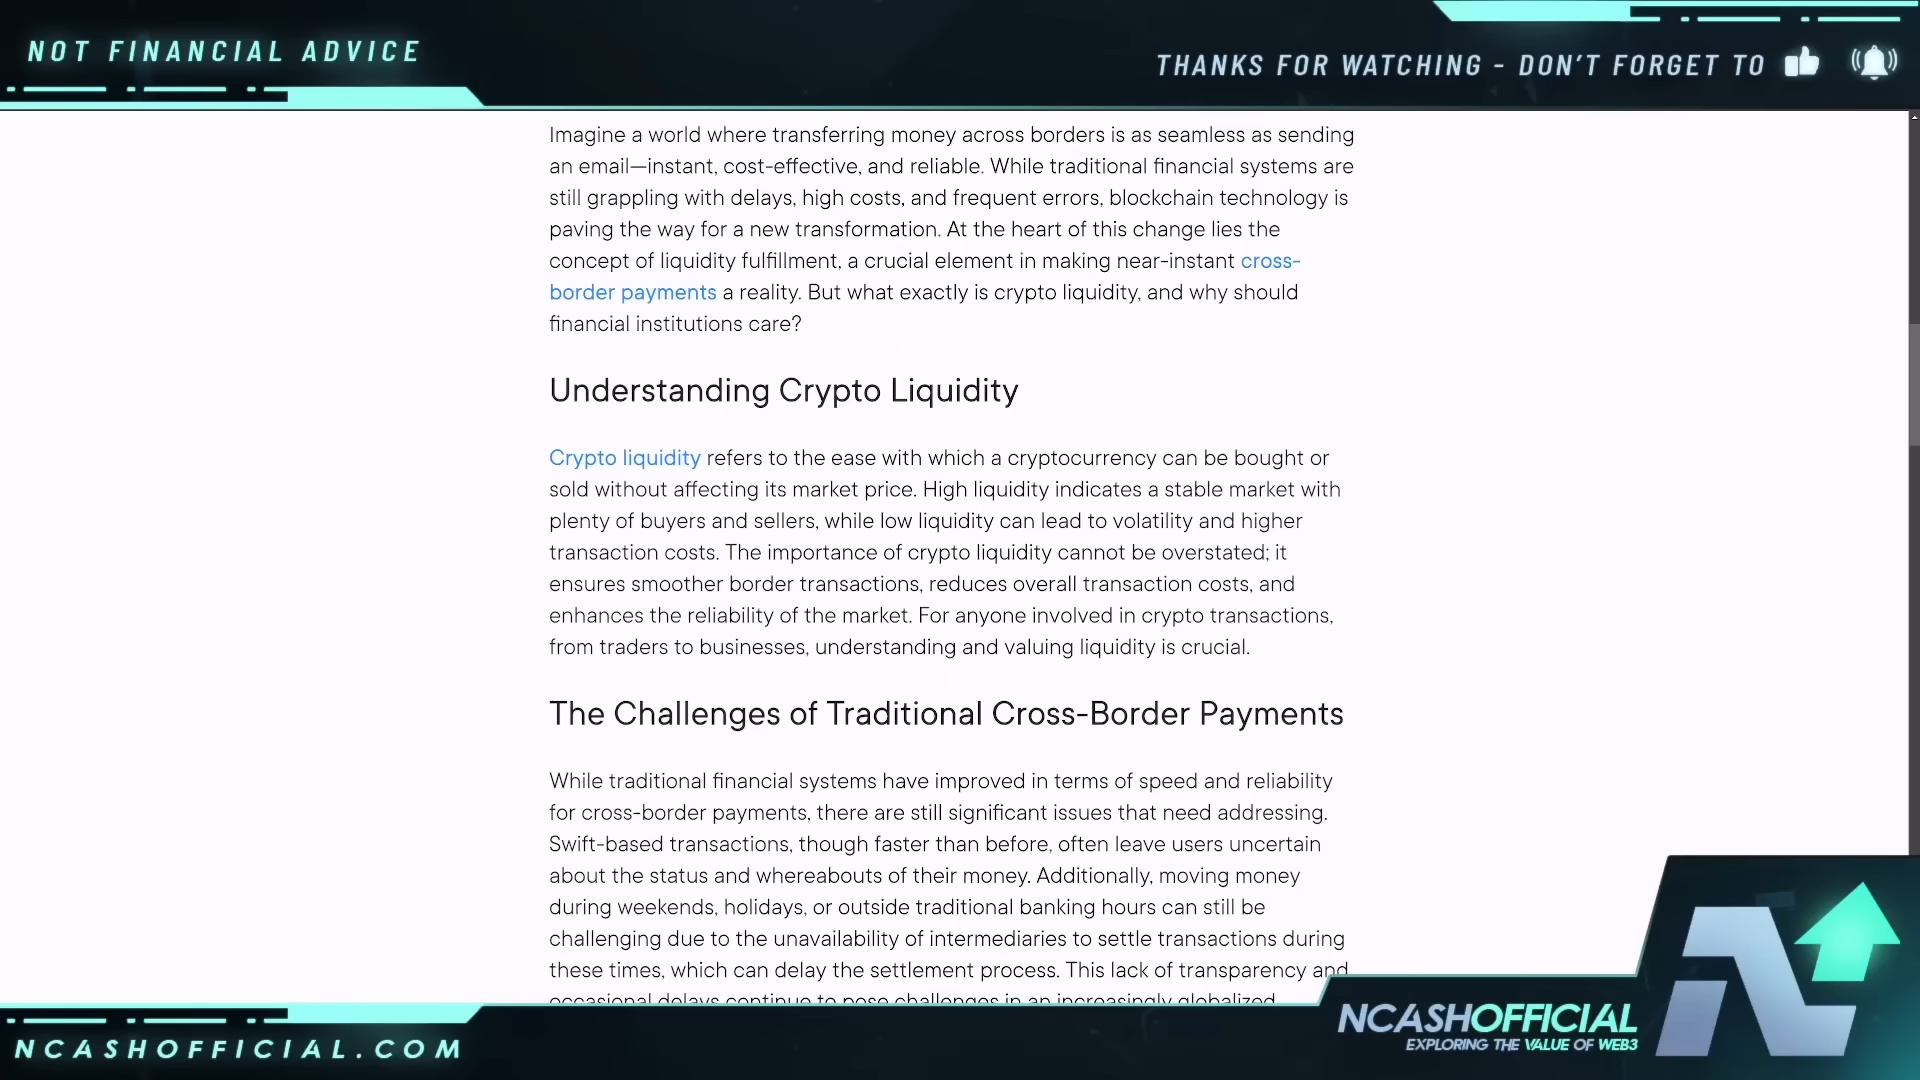 NOT FINANCIAL ADVICE
THANKS FOR WATCHING - DON'T FORGET TO
Imagine a world where transferring money across borders is as seamless as sending
an email—instant, cost-effective, and reliable. While traditional financial systems are
still grappling with delays, high costs, and frequent errors, blockchain technology is
paving the way for a new transformation. At the heart of this change lies the
concept of liquidity fulfillment, a crucial element in making near-instant cross-
border payments a reality. But what exactly is crypto liquidity, and why should
financial institutions care?
Understanding Crypto Liquidity
Crypto liquidity refers to the ease with which a cryptocurrency can be bought or
sold without affecting its market price. High liquidity indicates a stable market with
plenty of buyers and sellers, while low liquidity can lead to volatility and higher
transaction costs. The importance of crypto liquidity cannot be overstated; it
ensures smoother border transactions, reduces overall transaction costs, and
enhances the reliability of the market. For anyone involved in crypto transactions,
from traders to businesses, understanding and valuing liquidity is crucial.
The Challenges of Traditional Cross-Border Payments
While traditional financial systems have improved in terms of speed and reliability
for cross-border payments, there are still significant issues that need addressing.
Swift-based transactions, though faster than before, often leave users uncertain
about the status and whereabouts of their money. Additionally, moving money
during weekends, holidays, or outside traditional banking hours can still be
challenging due to the unavailability of intermediaries to settle transactions during
these times, which can delay the settlement process. This lack of transparency and
occasional delays continue to pose challenges in an increasingly globalized
NCASHOFFICIAL.COM
NCASHOFFICIAL
EXPLORING THE VALUE OF WEB3